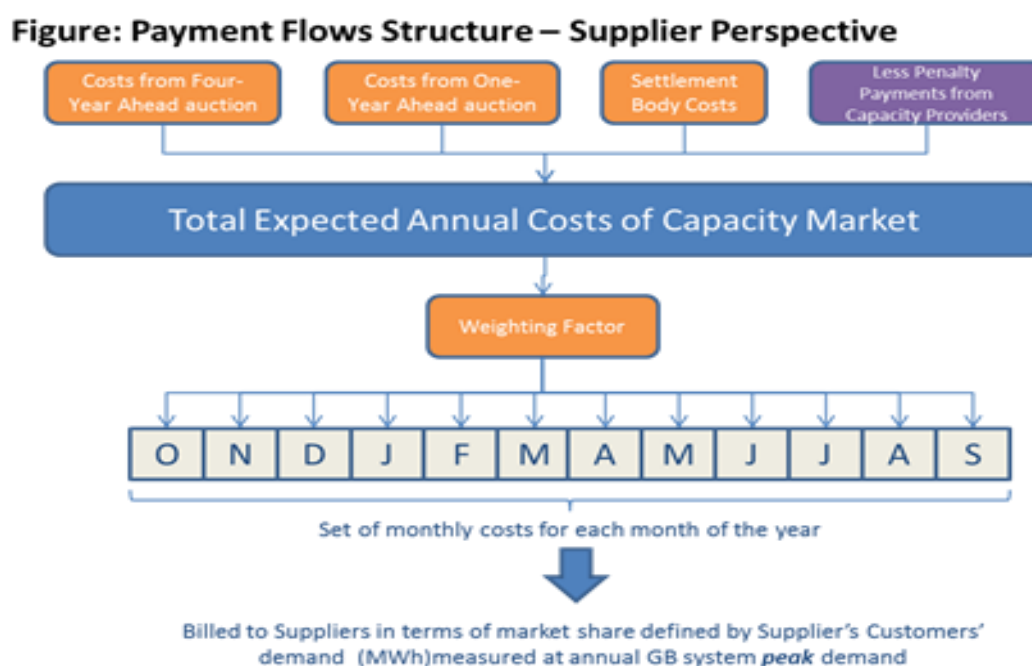 Figure: Payment Flows Structure – Supplier Perspective
Costs from Four-
Year Ahead auction
Costs from One-
Year Ahead auction
Settlement
Body Costs
Less Penalty
Payments from
Capacity Providers
Total Expected Annual Costs of Capacity Market
Weighting Factor
O N D J F M A M J J A S
Set of monthly costs for each month of the year
Billed to Suppliers in terms of market share defined by Supplier's Customers'
demand (MWh)measured at annual GB system peak demand